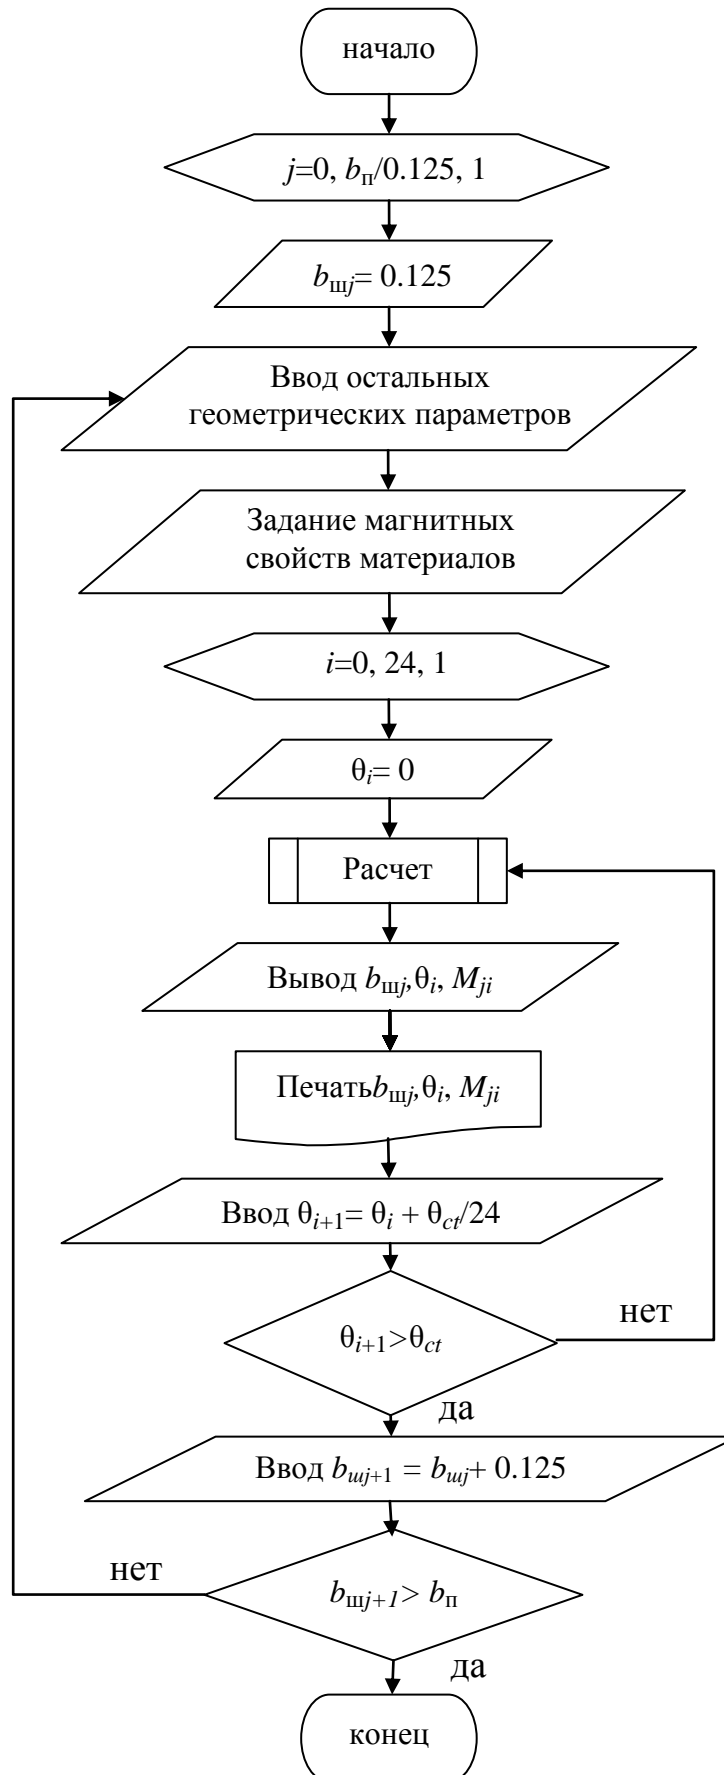 начало
j=0, bп/0.125, 1
bшj= 0.125
Ввод остальных
геометрических параметров
Задание магнитных
свойств материалов
i=0, 24, 1
θi= 0
Расчет
Вывод bшj,θi, Mji
Печатьbшj,θi, Mji
Ввод θi+1= θi + θct/24
θi+1>θct
нет
да
Ввод bшj+1 = bшj+ 0.125
нет
bшj+1> bп
да
конец